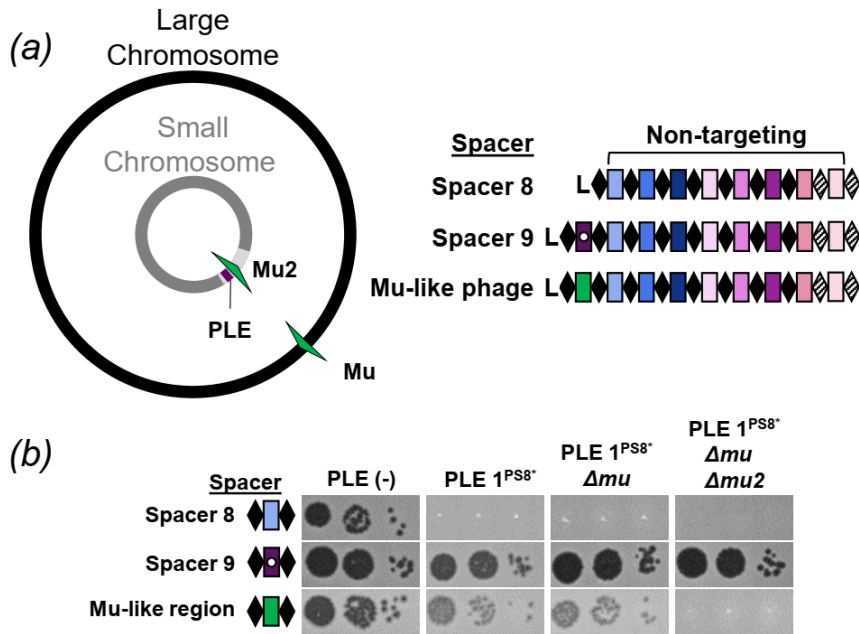 (a)
Large
Chromosome
Small
Chromosome
Mu2
PLE
Mu
Spacer
Non-targeting
Spacer 8 L
Spacer 9 L
Mu-like phage L
(b)
Spacer
PLE (-)
PLE 1PS8*
PLE 1PS8*
Δmu
PLE 1PS8*
Δmu
Δmu2
Spacer 8
Spacer 9
Mu-like region